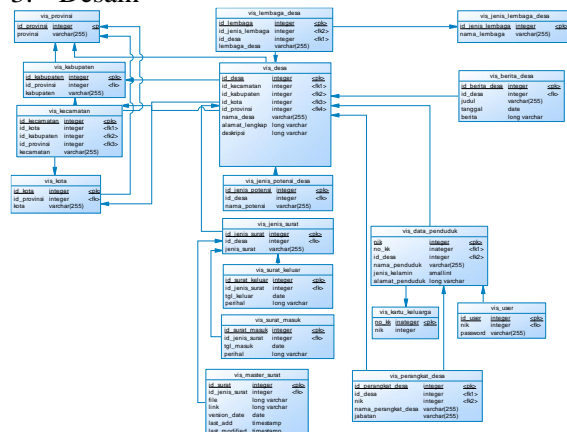 3. Desain
vis_provinsi
id_provinsi integer <pk>
provinsi varchar(255)
vis_kabupaten
id_kabupaten integer <pk>
id_provinsi integer <fk>
kabupaten varchar(255)
vis_kecamatan
id_kecamatan integer <pk>
id_kota integer <fk1>
id_kabupaten integer <fk2>
id_provinsi integer <fk3>
kecamatan varchar(255)
vis_kota
id_kota integer <pk>
id_provinsi integer <fk>
kota varchar(255)
vis_lembaga_desa
id_lembaga integer <pk>
id_jenis_lembaga integer <fk2>
id_desa integer <fk1>
lembaga_desa varchar(255)
vis_desa
id_desa integer <pk>
id_kecamatan integer <fk1>
id_kabupaten integer <fk2>
id_kota integer <fk3>
id_provinsi integer <fk4>
nama_desa varchar(255)
alamat_lengkap long varchar
deskripsi long varchar
vis_jenis_potensi_desa
id_jenis_potensi integer <pk>
id_desa integer <fk>
nama_potensi varchar(255)
vis_jenis_surat
id_jenis_surat integer <pk>
id_desa integer <fk>
jenis_surat varchar(255)
vis_surat_keluar
id_surat_keluar integer <pk>
id_jenis_surat integer <fk>
tgl_keluar date
perihal long varchar
vis_surat_masuk
id_surat_masuk integer <pk>
id_jenis_surat integer <fk>
tgl_masuk date
perihal long varchar
vis_master_surat
id_surat integer <pk>
id_jenis_surat integer <fk>
file long varchar
link long varchar
version_date date
last_add timestamp
last_modified timestamp
vis_jenis_lembaga_desa
id_jenis_lembaga integer <pk>
nama_lembaga varchar(255)
vis_berita_desa
id_berita_desa integer <pk>
id_desa integer <fk>
judul varchar(255)
tanggal date
berita long varchar
vis_data_penduduk
nik integer <pk>
no_kk inateger <fk1>
id_desa integer <fk2>
nama_penduduk varchar(255)
jenis_kelamin smallint
alamat_penduduk long varchar
vis_kartu_keluarga
no_kk inateger <pk>
nik integer
vis_user
id_user integer <pk>
nik integer <fk>
pasword varchar(255)
vis_perangkat_desa
id_perangkat_desa integer <pk>
id_desa integer <fk1>
nik integer <fk2>
nama_perangkat_desa varchar(255)
jabatan varchar(255)